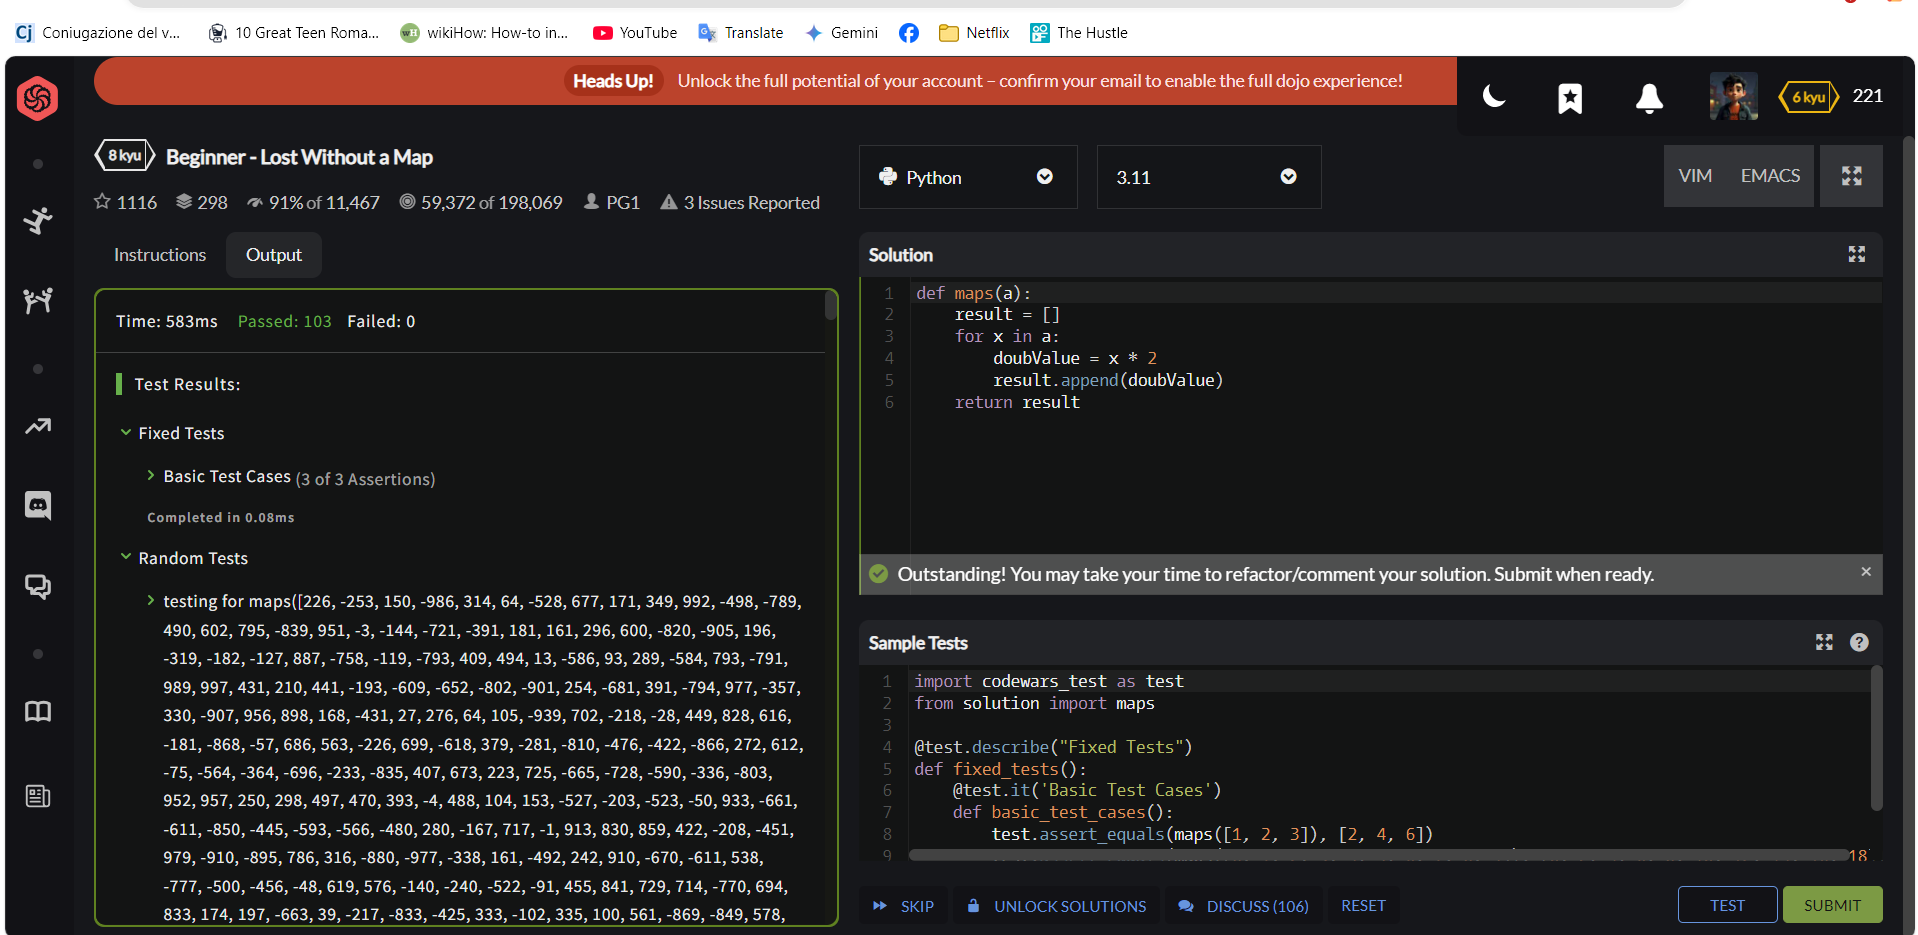 Cj Coniugazione del v... 10 Great Teen Roma... wH wikiHow: How-to in... YouTube Translate Gemini Netflix The Hustle
Heads Up! Unlock the full potential of your account – confirm your email to enable the full dojo experience!
6 kyu 221
8 kyu Beginner - Lost Without a Map
1116 298 91% of 11,467 59,372 of 198,069 PG1 3 Issues Reported
Instructions Output
Time: 583ms Passed: 103 Failed: 0
Test Results:
Fixed Tests
Basic Test Cases (3 of 3 Assertions)
Completed in 0.08ms
Random Tests
testing for maps([226, -253, 150, -986, 314, 64, -528, 677, 171, 349, 992, -498, -789,
490, 602, 795, -839, 951, -3, -144, -721, -391, 181, 161, 296, 600, -820, -905, 196,
-319, -182, -127, 887, -758, -119, -793, 409, 494, 13, -586, 93, 289, -584, 793, -791,
989, 997, 431, 210, 441, -193, -609, -652, -802, -901, 254, -681, 391, -794, 977, -357,
330, -907, 956, 898, 168, -431, 27, 276, 64, 105, -939, 702, -218, -28, 449, 828, 616,
-181, -868, -57, 686, 563, -226, 699, -618, 379, -281, -810, -476, -422, -866, 272, 612,
-75, -564, -364, -696, -233, -835, 407, 673, 223, 725, -665, -728, -590, -336, -803,
952, 957, 250, 298, 497, 470, 393, -4, 488, 104, 153, -527, -203, -523, -50, 933, -661,
-611, -850, -445, -593, -566, -480, 280, -167, 717, -1, 913, 830, 859, 422, -208, -451,
979, -910, -895, 786, 316, -880, -977, -338, 161, -492, 242, 910, -670, -611, 538,
-777, -500, -456, -48, 619, 576, -140, -240, -522, -91, 455, 841, 729, 714, -770, 694,
833, 174, 197, -663, 39, -217, -833, -425, 333, -102, 335, 100, 561, -869, -849, 578,
Python 3.11 VIM EMACS
Solution
1 def maps(a):
2     result = []
3     for x in a:
4         doubValue = x * 2
5         result.append(doubValue)
6     return result
Outstanding! You may take your time to refactor/comment your solution. Submit when ready. ×
Sample Tests ?
1 import codewars_test as test
2 from solution import maps
3
4 @test.describe("Fixed Tests")
5 def fixed_tests():
6     @test.it('Basic Test Cases')
7     def basic_test_cases():
8         test.assert_equals(maps([1, 2, 3]), [2, 4, 6])
9
SKIP UNLOCK SOLUTIONS DISCUSS (106) RESET TEST SUBMIT